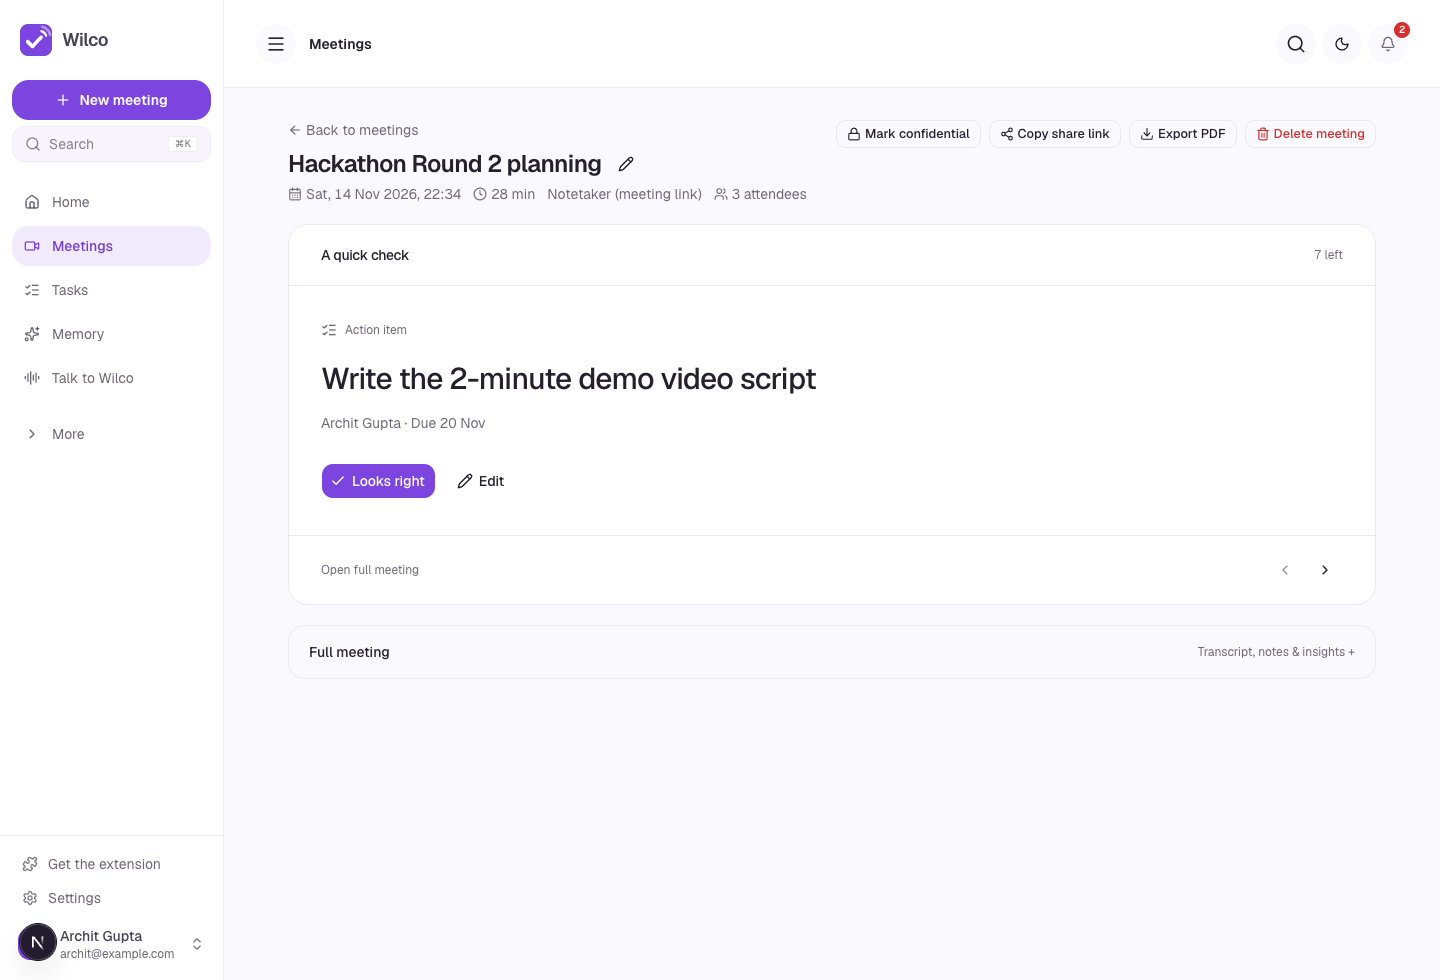 Wilco
New meeting
Search ⌘K
Home
Meetings
Tasks
Memory
Talk to Wilco
More
Get the extension
Settings
N
Archit Gupta
archit@example.com
Meetings
2
Back to meetings
Mark confidential
Copy share link
Export PDF
Delete meeting
Hackathon Round 2 planning
Sat, 14 Nov 2026, 22:34 28 min Notetaker (meeting link) 3 attendees
A quick check 7 left
Action item
Write the 2-minute demo video script
Archit Gupta · Due 20 Nov
Looks right Edit
Open full meeting
Full meeting Transcript, notes & insights +